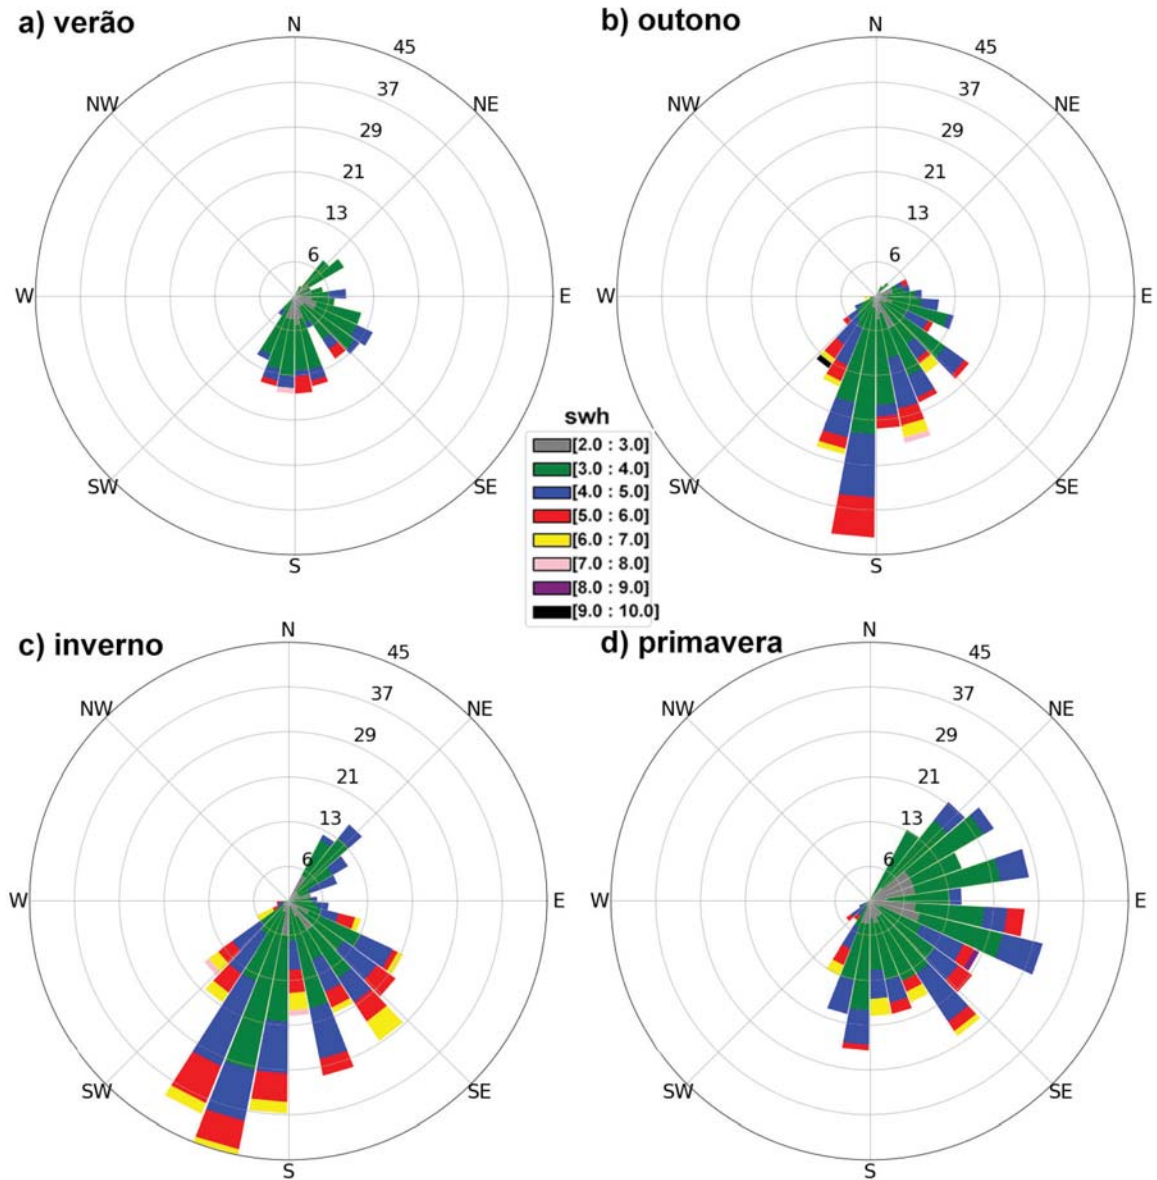 a) verão
N
45
37
29
21
13
6
NW
NE
W
E
SW
SE
S
b) outono
N
45
37
29
21
13
6
NW
NE
W
E
SW
SE
S
swh
[2.0 : 3.0]
[3.0 : 4.0]
[4.0 : 5.0]
[5.0 : 6.0]
[6.0 : 7.0]
[7.0 : 8.0]
[8.0 : 9.0]
[9.0 : 10.0]
c) inverno
N
45
37
29
21
13
6
NW
NE
W
E
SW
SE
S
d) primavera
N
45
37
29
21
13
6
NW
NE
W
E
SW
SE
S